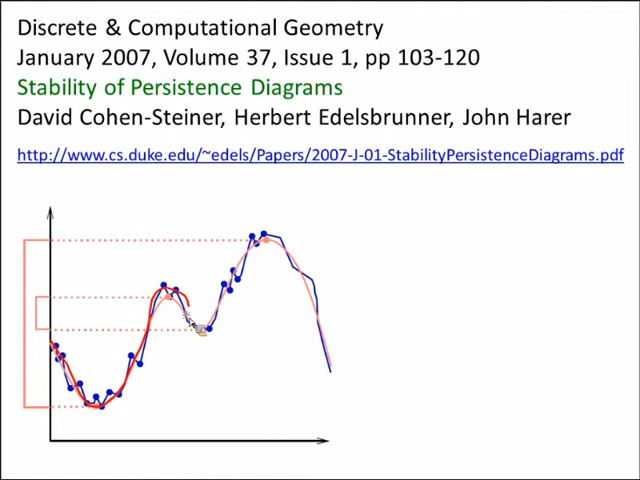 Discrete & Computational Geometry
January 2007, Volume 37, Issue 1, pp 103-120
Stability of Persistence Diagrams
David Cohen-Steiner, Herbert Edelsbrunner, John Harer
http://www.cs.duke.edu/~edels/Papers/2007-J-01-StabilityPersistenceDiagrams.pdf